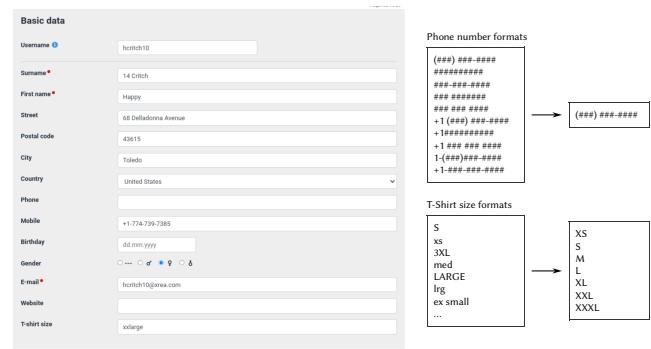 Basic data
Username
hcritch10
Surname
14 Critch
First name
Happy
Street
68 Delladonna Avenue
Postal code
43615
City
Toledo
Country
United States
Phone
Mobile
+1-774-739-7385
Birthday
dd.mm.yyyy
Gender
--- ♂ ♀ ⚨
E-mail
hcritch10@xrea.com
Website
T-shirt size
xxlarge
Phone number formats
(###) ###-####
##########
###-###-####
### #######
### ### ####
+1 (###) ###-####
+1##########
+1 ### ### ####
1-(###)###-####
+1-###-###-####
(###) ###-####
T-Shirt size formats
S
xs
3XL
med
LARGE
lrg
ex small
...
XS
S
M
L
XL
XXL
XXXL